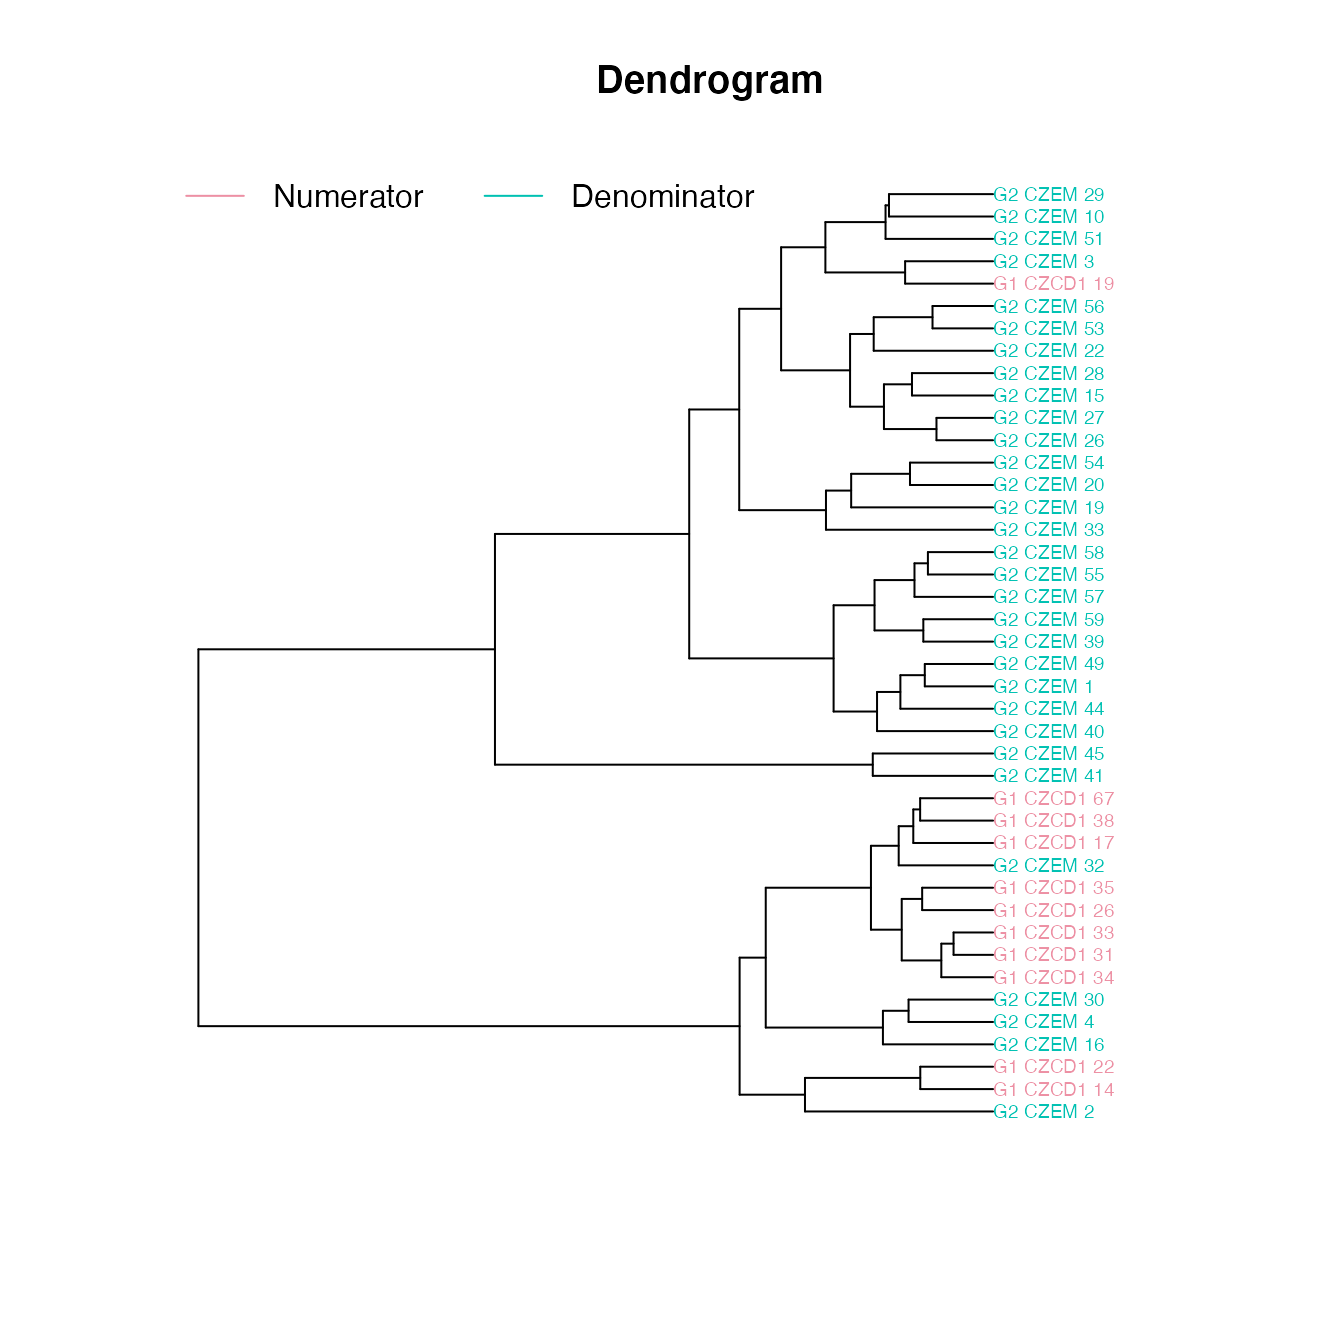 Dendrogram
Numerator Denominator
G2 CZEM 29
G2 CZEM 10
G2 CZEM 51
G2 CZEM 3
G1 CZCD1 19
G2 CZEM 56
G2 CZEM 53
G2 CZEM 22
G2 CZEM 28
G2 CZEM 15
G2 CZEM 27
G2 CZEM 26
G2 CZEM 54
G2 CZEM 20
G2 CZEM 19
G2 CZEM 33
G2 CZEM 58
G2 CZEM 55
G2 CZEM 57
G2 CZEM 59
G2 CZEM 39
G2 CZEM 49
G2 CZEM 1
G2 CZEM 44
G2 CZEM 40
G2 CZEM 45
G2 CZEM 41
G1 CZCD1 67
G1 CZCD1 38
G1 CZCD1 17
G2 CZEM 32
G1 CZCD1 35
G1 CZCD1 26
G1 CZCD1 33
G1 CZCD1 31
G1 CZCD1 34
G2 CZEM 30
G2 CZEM 4
G2 CZEM 16
G1 CZCD1 22
G1 CZCD1 14
G2 CZEM 2